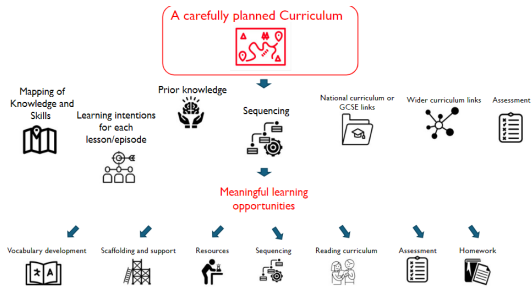 A carefully planned Curriculum
Mapping of
Knowledge and
Skills
Learning intentions
for each
lesson/episode
Prior knowledge
Sequencing
National curriculum or
GCSE links
Wider curriculum links
Assessment
Meaningful learning
opportunities
Vocabulary development
Scaffolding and support
Resources
Sequencing
Reading curriculum
Assessment
Homework